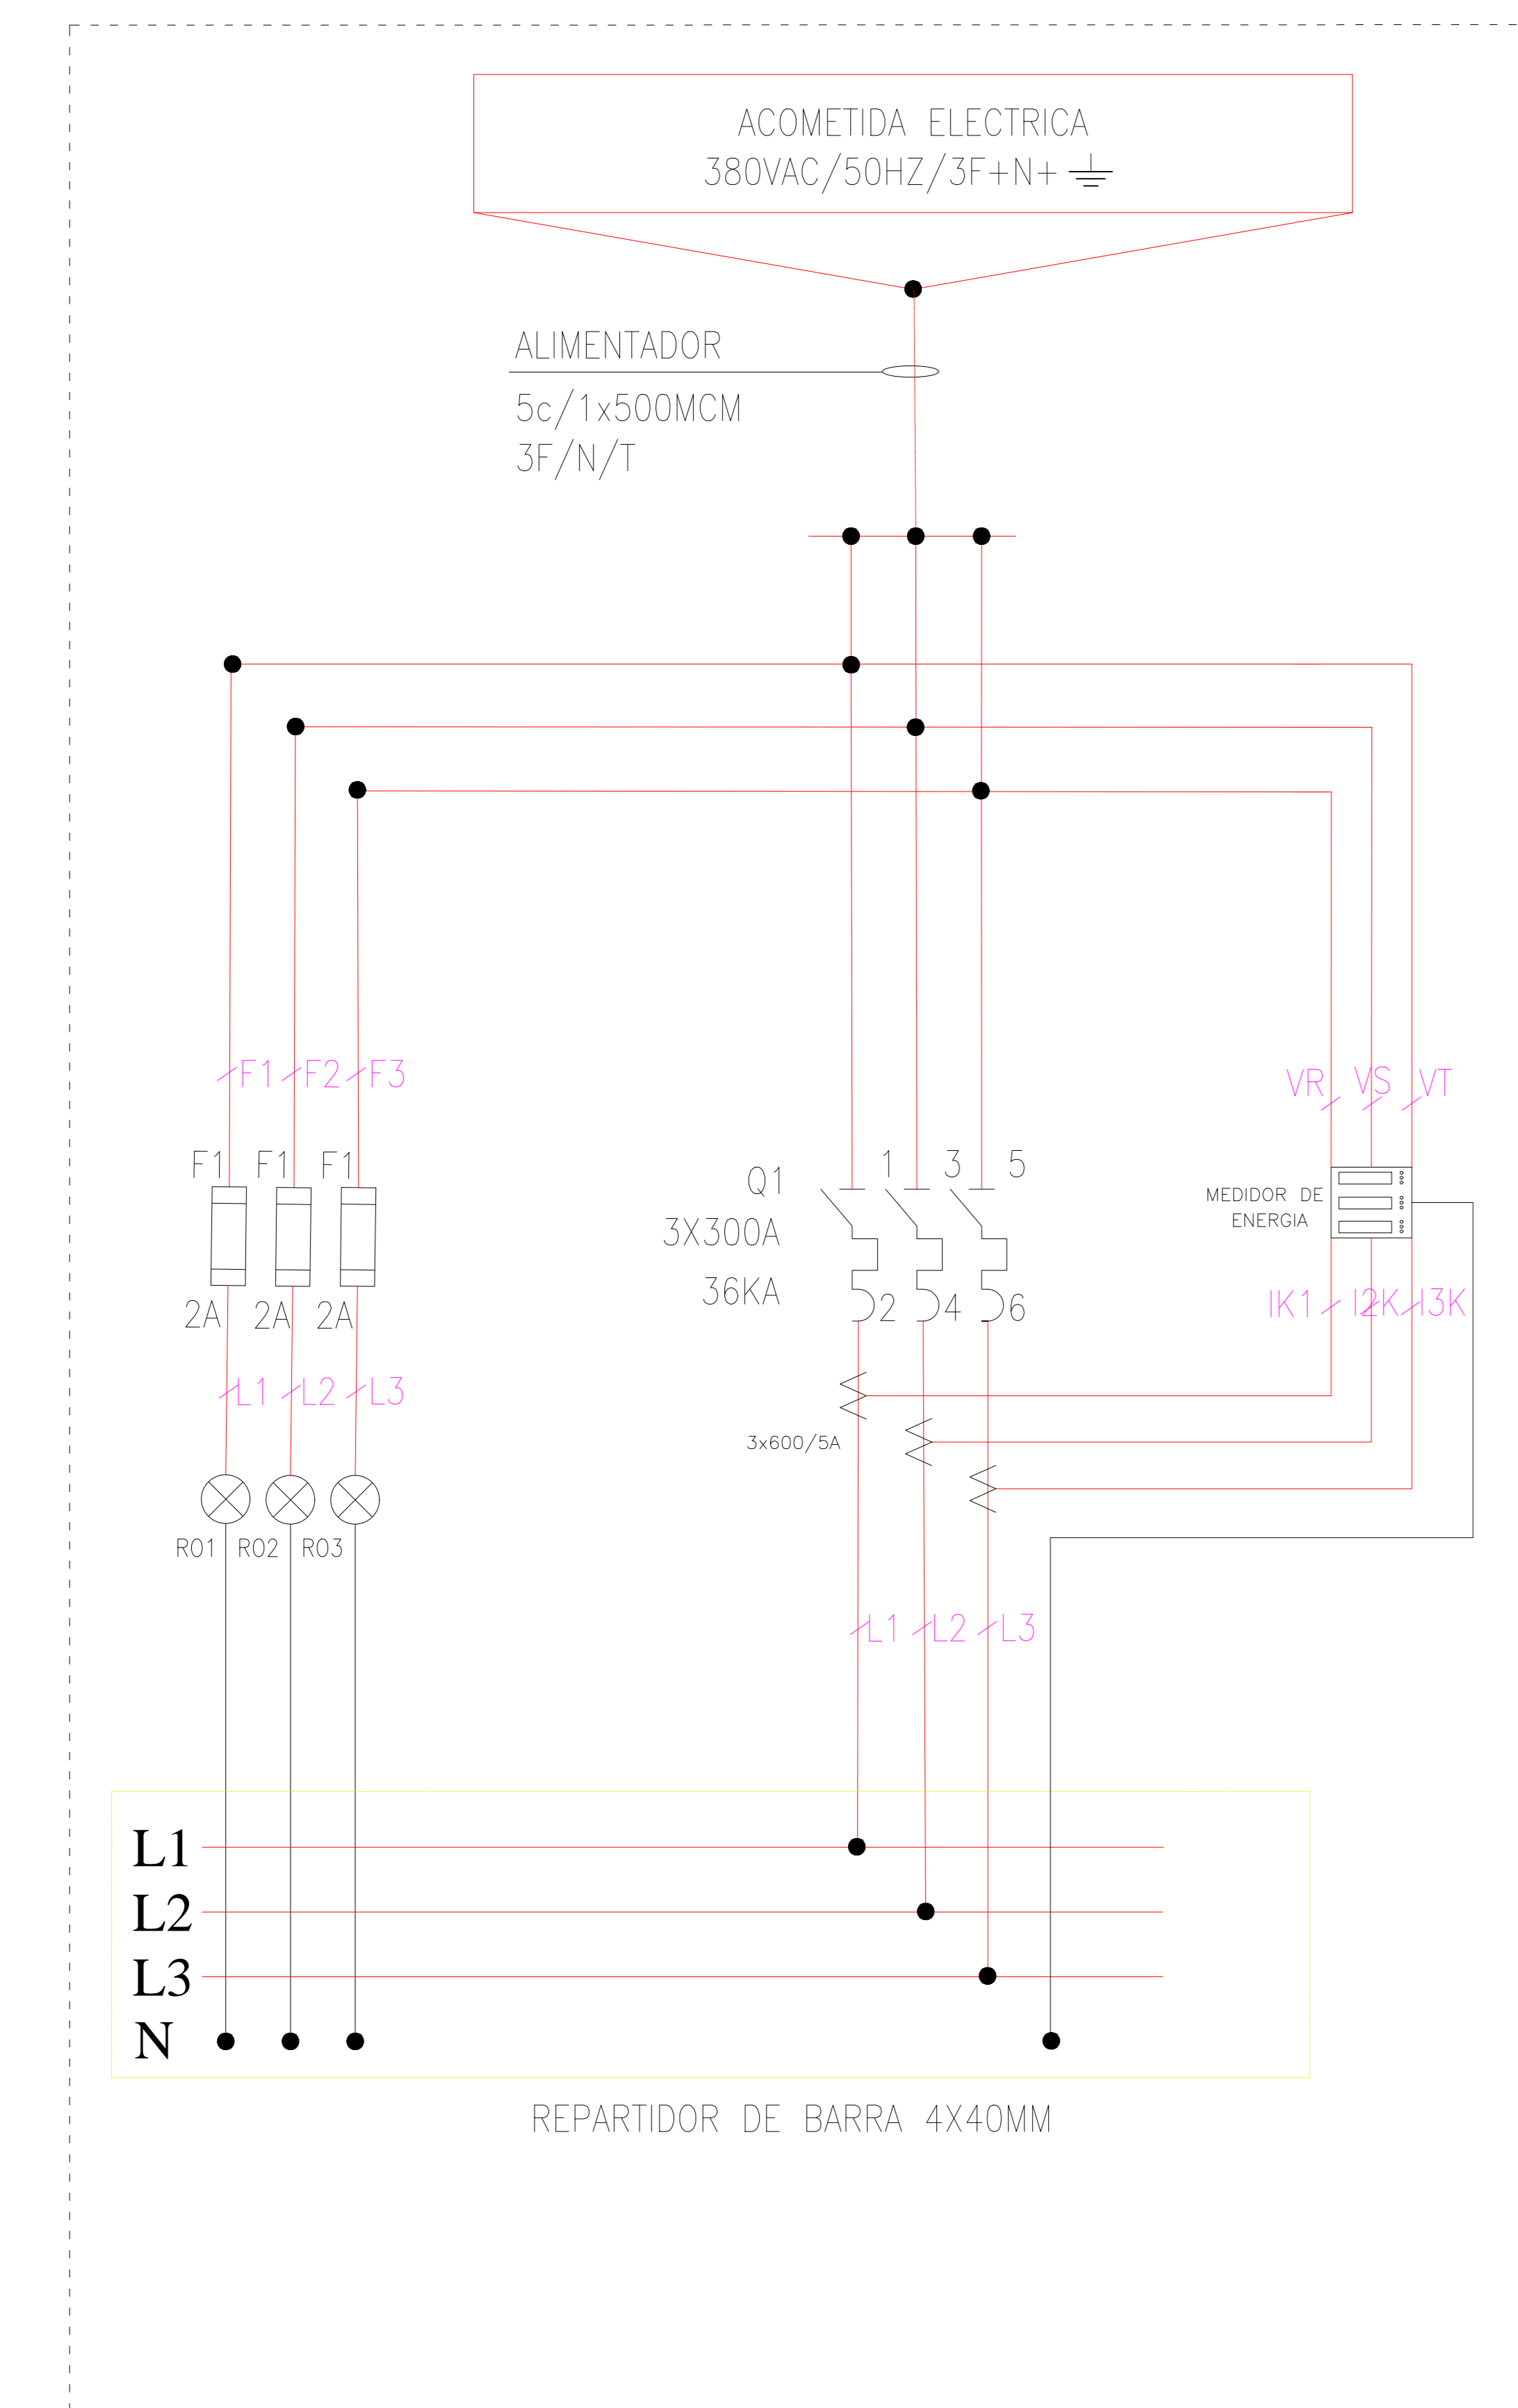 ACOMETIDA ELECTRICA
380VAC/50HZ/3F+N+
ALIMENTADOR
5c/1x500MCM
3F/N/T
F1 F2 F3
VR VS VT
F1 F1 F1
Q1 1 3 5
3X300A
36KA
MEDIDOR DE
ENERGIA
2A 2A 2A
2 4 6
IK1 I2K I3K
L1 L2 L3
3x600/5A
R01 R02 R03
L1 L2 L3
L1
L2
L3
N
REPARTIDOR DE BARRA 4X40MM